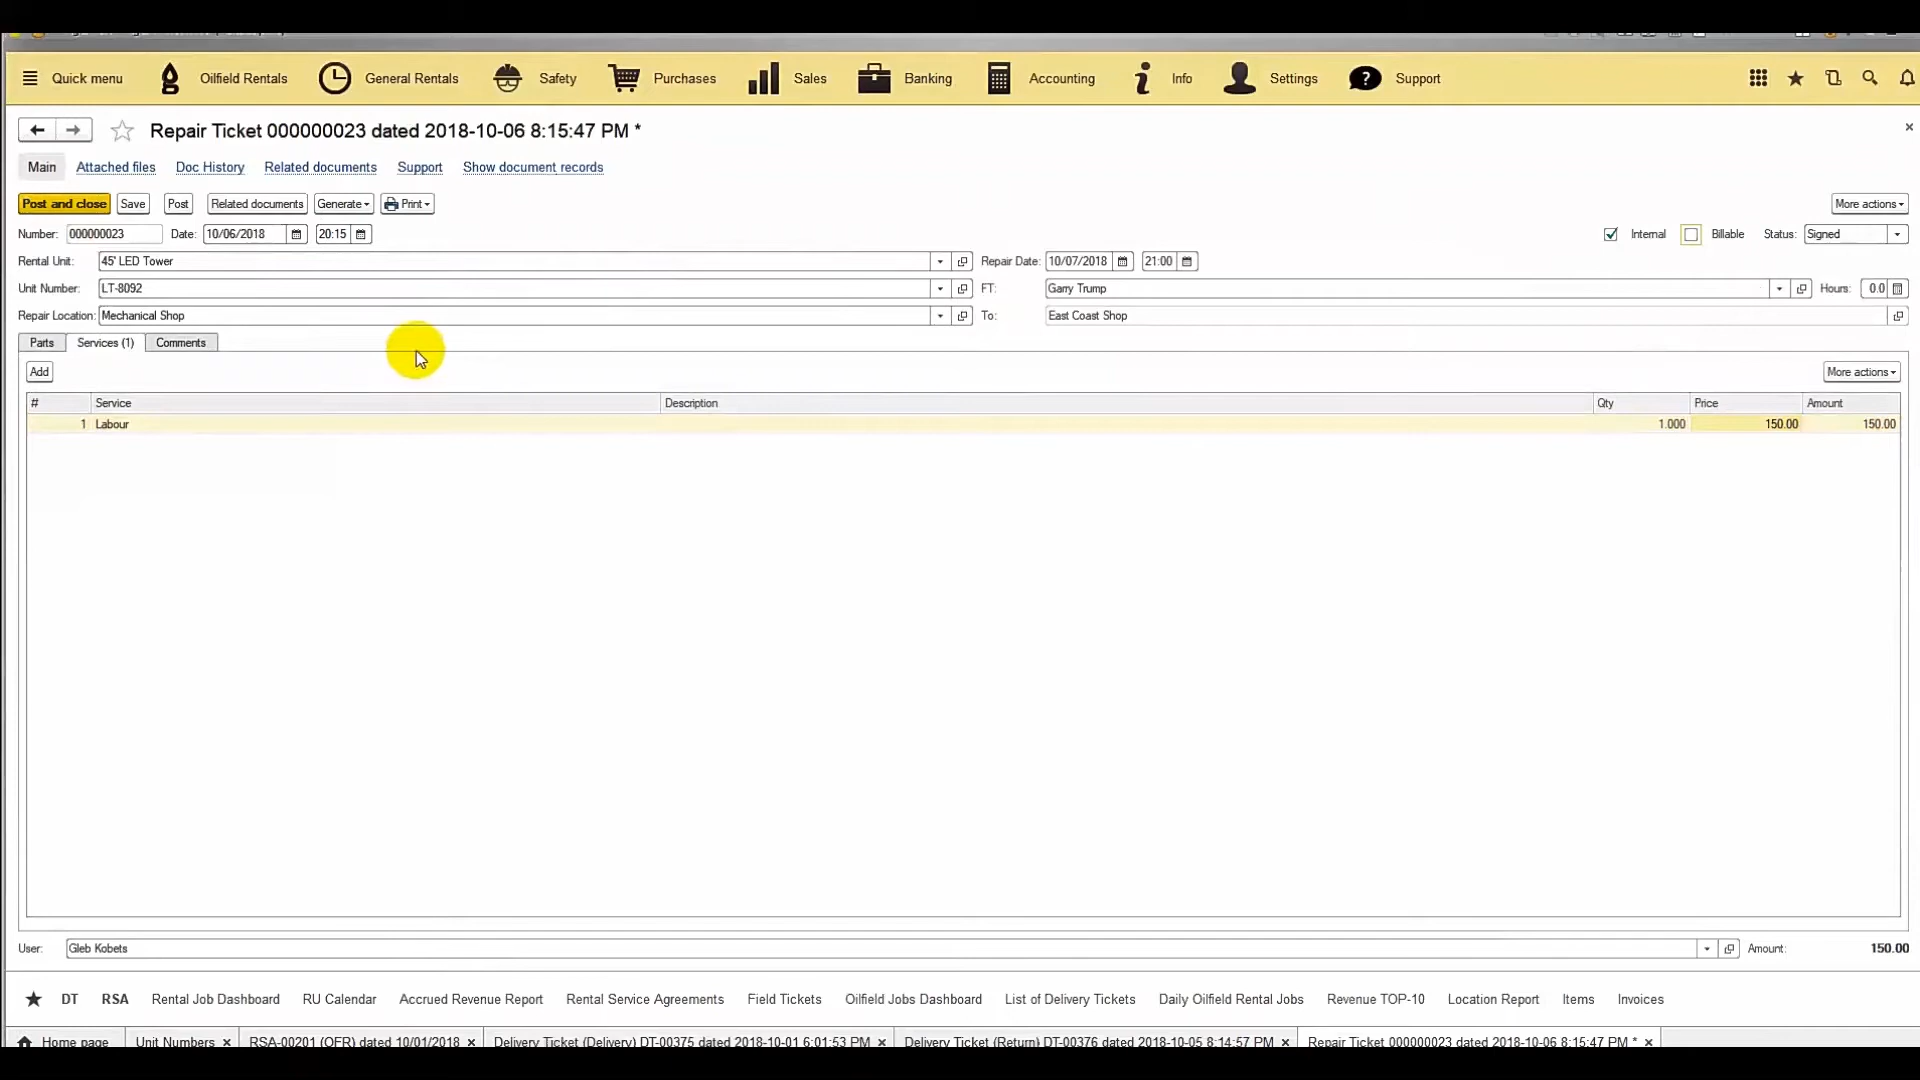 Quick menu Oilfield Rentals General Rentals Safety Purchases Sales Banking Accounting Info Settings ? Support
Repair Ticket 000000023 dated 2018-10-06 8:15:47 PM *
Main Attached files Doc History Related documents Support Show document records
Post and close Save Post Related documents Generate Print More actions
Number: 000000023 Date: 10/06/2018 20:15 Internal Billable Status: Signed
Rental Unit: 45' LED Tower Repair Date: 10/07/2018 21:00
Unit Number: LT-8092 FT: Garry Trump Hours: 0.0
Repair Location: Mechanical Shop To: East Coast Shop
Parts Services (1) Comments
Add More actions
# Service Description Qty Price Amount
1 Labour 1.000 150.00 150.00
User: Gleb Kobets Amount: 150.00
DT RSA Rental Job Dashboard RU Calendar Accrued Revenue Report Rental Service Agreements Field Tickets Oilfield Jobs Dashboard List of Delivery Tickets Daily Oilfield Rental Jobs Revenue TOP-10 Location Report Items Invoices
Home page Unit Numbers × RSA-00201 (OFR) dated 10/01/2018 × Delivery Ticket (Delivery) DT-00375 dated 2018-10-01 6:01:53 PM × Delivery Ticket (Return) DT-00376 dated 2018-10-05 8:14:57 PM × Repair Ticket 000000023 dated 2018-10-06 8:15:47 PM * ×